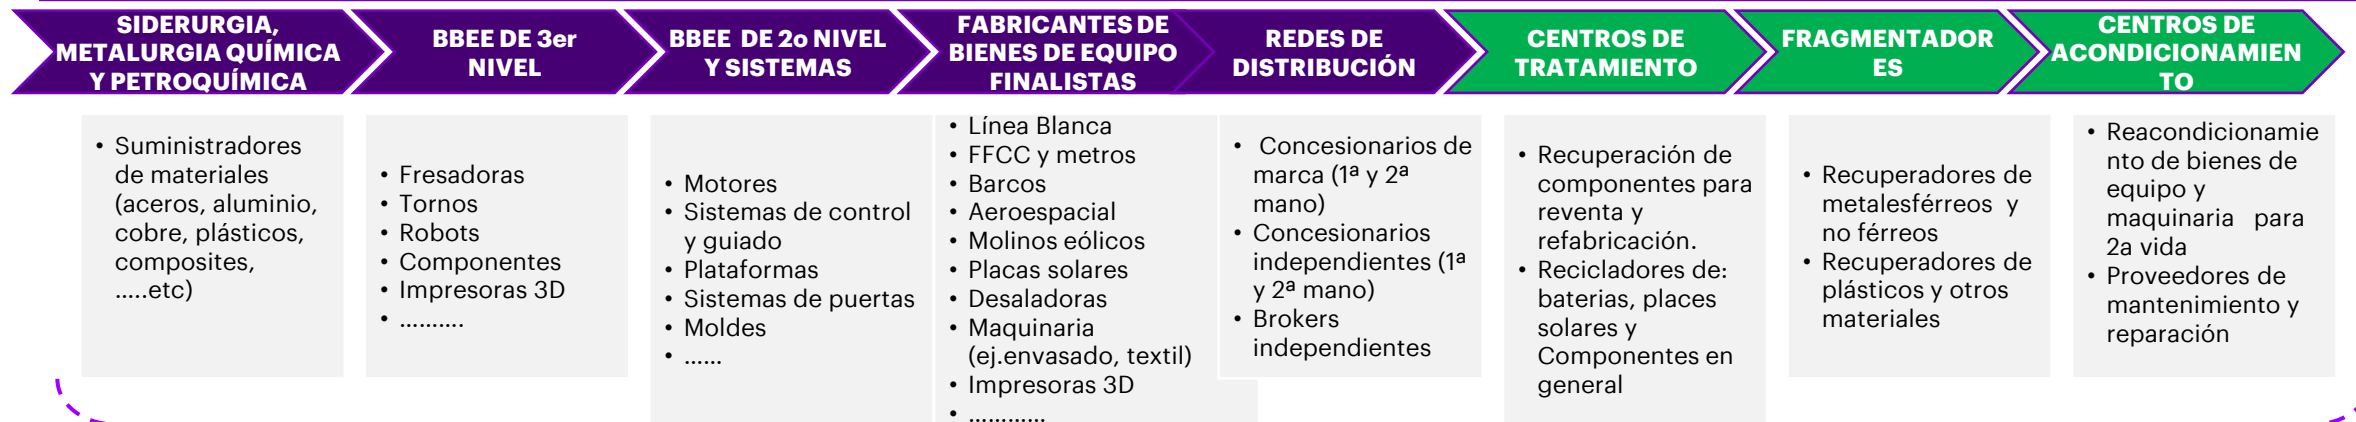 SIDERURGIA,
METALURGIA QUÍMICA
Y PETROQUÍMICA
BBEE DE 3er
NIVEL
BBEE DE 2o NIVEL
Y SISTEMAS
FABRICANTES DE
BIENES DE EQUIPO
FINALISTAS
REDES DE
DISTRIBUCIÓN
CENTROS DE
TRATAMIENTO
FRAGMENTADOR
ES
CENTROS DE
ACONDICIONAMIEN
TO
• Suministradores
de materiales
(aceros, aluminio,
cobre, plásticos,
composites,
.....etc)
• Fresadoras
• Tornos
• Robots
• Componentes
• Impresoras 3D
• ..........
• Motores
• Sistemas de control
y guiado
• Plataformas
• Sistemas de puertas
• Moldes
• ......
• Línea Blanca
• FFCC y metros
• Barcos
• Aeroespacial
• Molinos eólicos
• Placas solares
• Desaladoras
• Maquinaria
(ej.envasado, textil)
• Impresoras 3D
• ............
• Concesionarios de
marca (1ª y 2ª
mano)
• Concesionarios
independientes (1ª
y 2ª mano)
• Brokers
independientes
• Recuperación de
componentes para
reventa y
refabricación.
• Recicladores de:
baterias, places
solares y
Componentes en
general
• Recuperadores de
metalesférreos y
no férreos
• Recuperadores de
plásticos y otros
materiales
• Reacondicionamie
nto de bienes de
equipo y
maquinaria para
2a vida
• Proveedores de
mantenimiento y
reparación